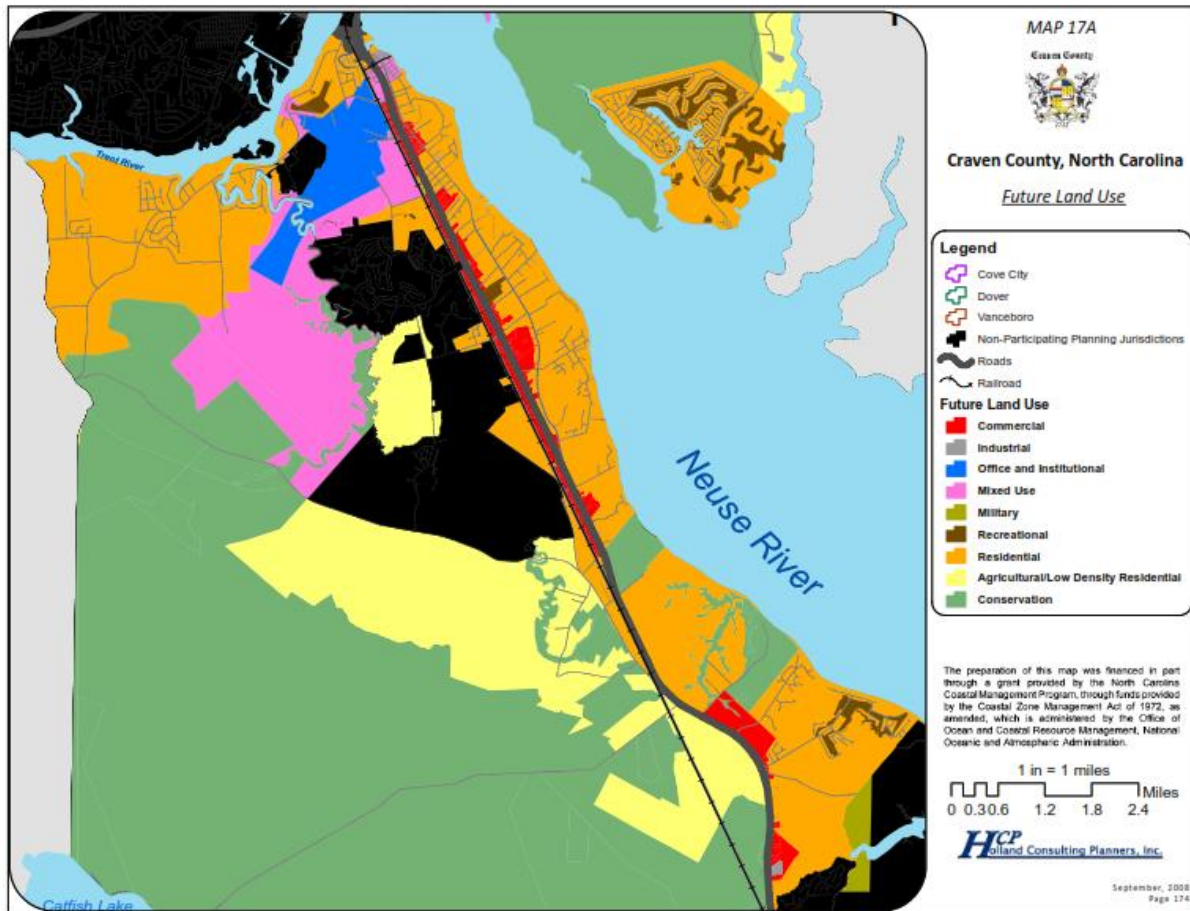 MAP 17A
Craven County
Craven County, North Carolina
Future Land Use
Legend
Cove City
Dover
Vanceboro
Non-Participating Planning Jurisdictions
Roads
Railroad
Future Land Use
Commercial
Industrial
Office and Institutional
Mixed Use
Military
Recreational
Residential
Agricultural/Low Density Residential
Conservation
The preparation of this map was financed in part
through a grant provided by the North Carolina
Coastal Management Program, through funds provided
by the Coastal Zone Management Act of 1972, as
amended, which is administered by the Office of
Ocean and Coastal Resource Management, National
Oceanic and Atmospheric Administration.
1 in = 1 miles
Miles
0 0.3 0.6 1.2 1.8 2.4
HCP
Holland Consulting Planners, Inc.
September, 2008
Page 174
Trent River
Neuse River
Catfish Lake